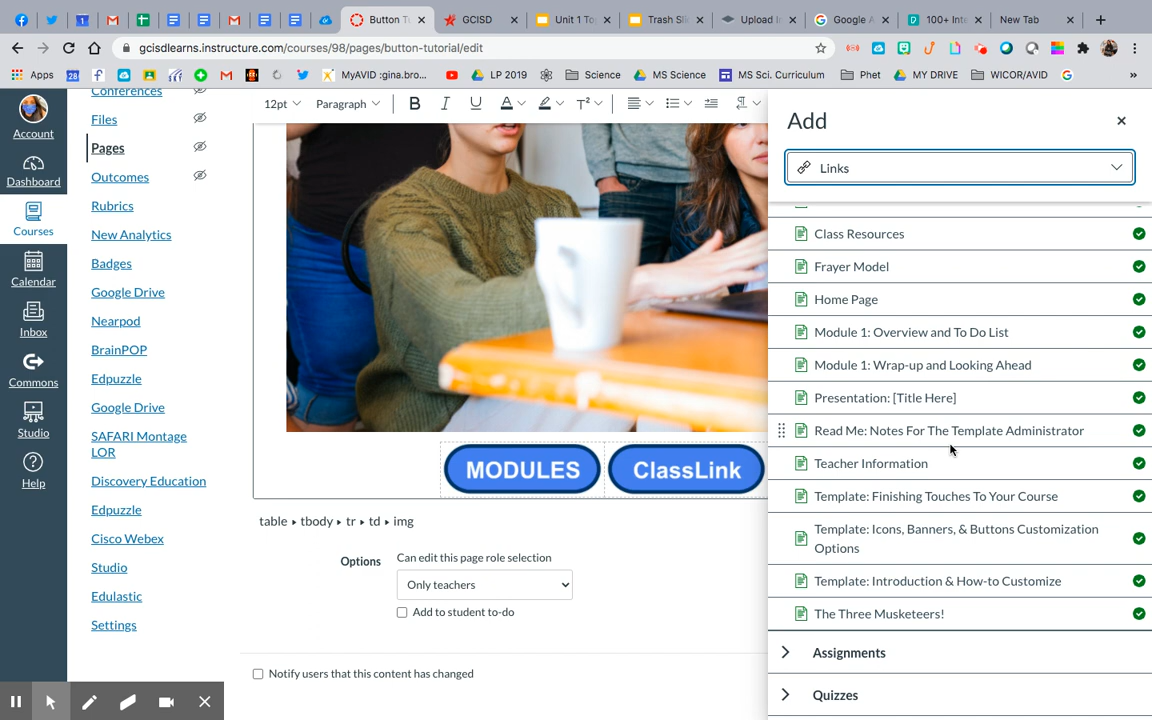 Button Tu
GCISD
Unit 1 To
Trash Sli
Upload In
Google A
100+ Inte
New Tab
gcisdlearns.instructure.com/courses/98/pages/button-tutorial/edit
Apps
MyAVID :gina.bro...
LP 2019
Science
MS Science
MS Sci. Curriculum
Phet
MY DRIVE
WICOR/AVID
»
Account
Dashboard
Courses
Calendar
Inbox
Commons
Studio
Help
Conferences
Files
Pages
Outcomes
Rubrics
New Analytics
Badges
Google Drive
Nearpod
BrainPOP
Edpuzzle
Google Drive
SAFARI Montage
LOR
Discovery Education
Edpuzzle
Cisco Webex
Studio
Edulastic
Settings
12pt
Paragraph
B I U A T²
MODULES
ClassLink
table ▸ tbody ▸ tr ▸ td ▸ img
Options
Can edit this page role selection
Only teachers
Add to student to-do
Notify users that this content has changed
Add
Links
Class Resources
Frayer Model
Home Page
Module 1: Overview and To Do List
Module 1: Wrap-up and Looking Ahead
Presentation: [Title Here]
Read Me: Notes For The Template Administrator
Teacher Information
Template: Finishing Touches To Your Course
Template: Icons, Banners, & Buttons Customization
Options
Template: Introduction & How-to Customize
The Three Musketeers!
Assignments
Quizzes